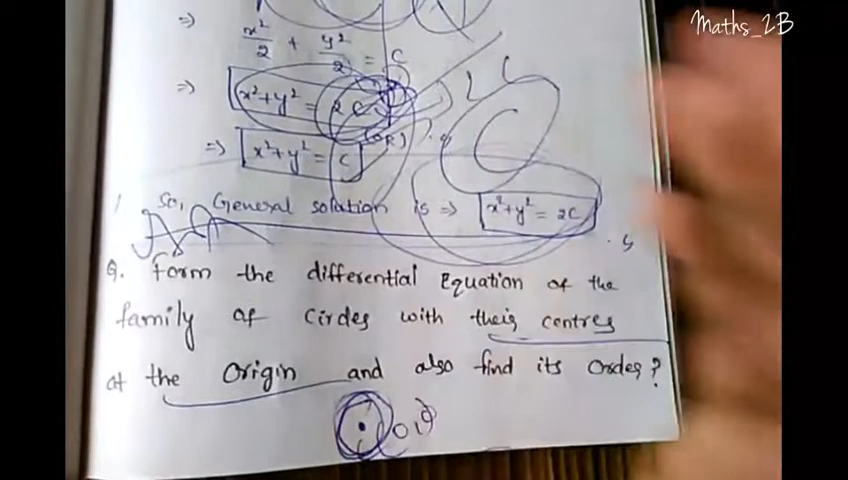 Maths_2B
⇒ x²/2 + y²/2 = C
⇒ x²+y² = 2C
(OR)
⇒ x²+y² = C
So, General solution is ⇒ x²+y² = 2C
Q. Form the differential Equation of the
family of Circles with their centres
at the Origin and also find its Order?